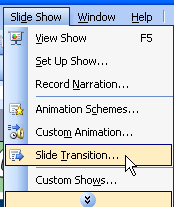 Slide Show Window Help
View Show F5
Set Up Show...
Record Narration...
Animation Schemes...
Custom Animation...
Slide Transition...
Custom Shows...